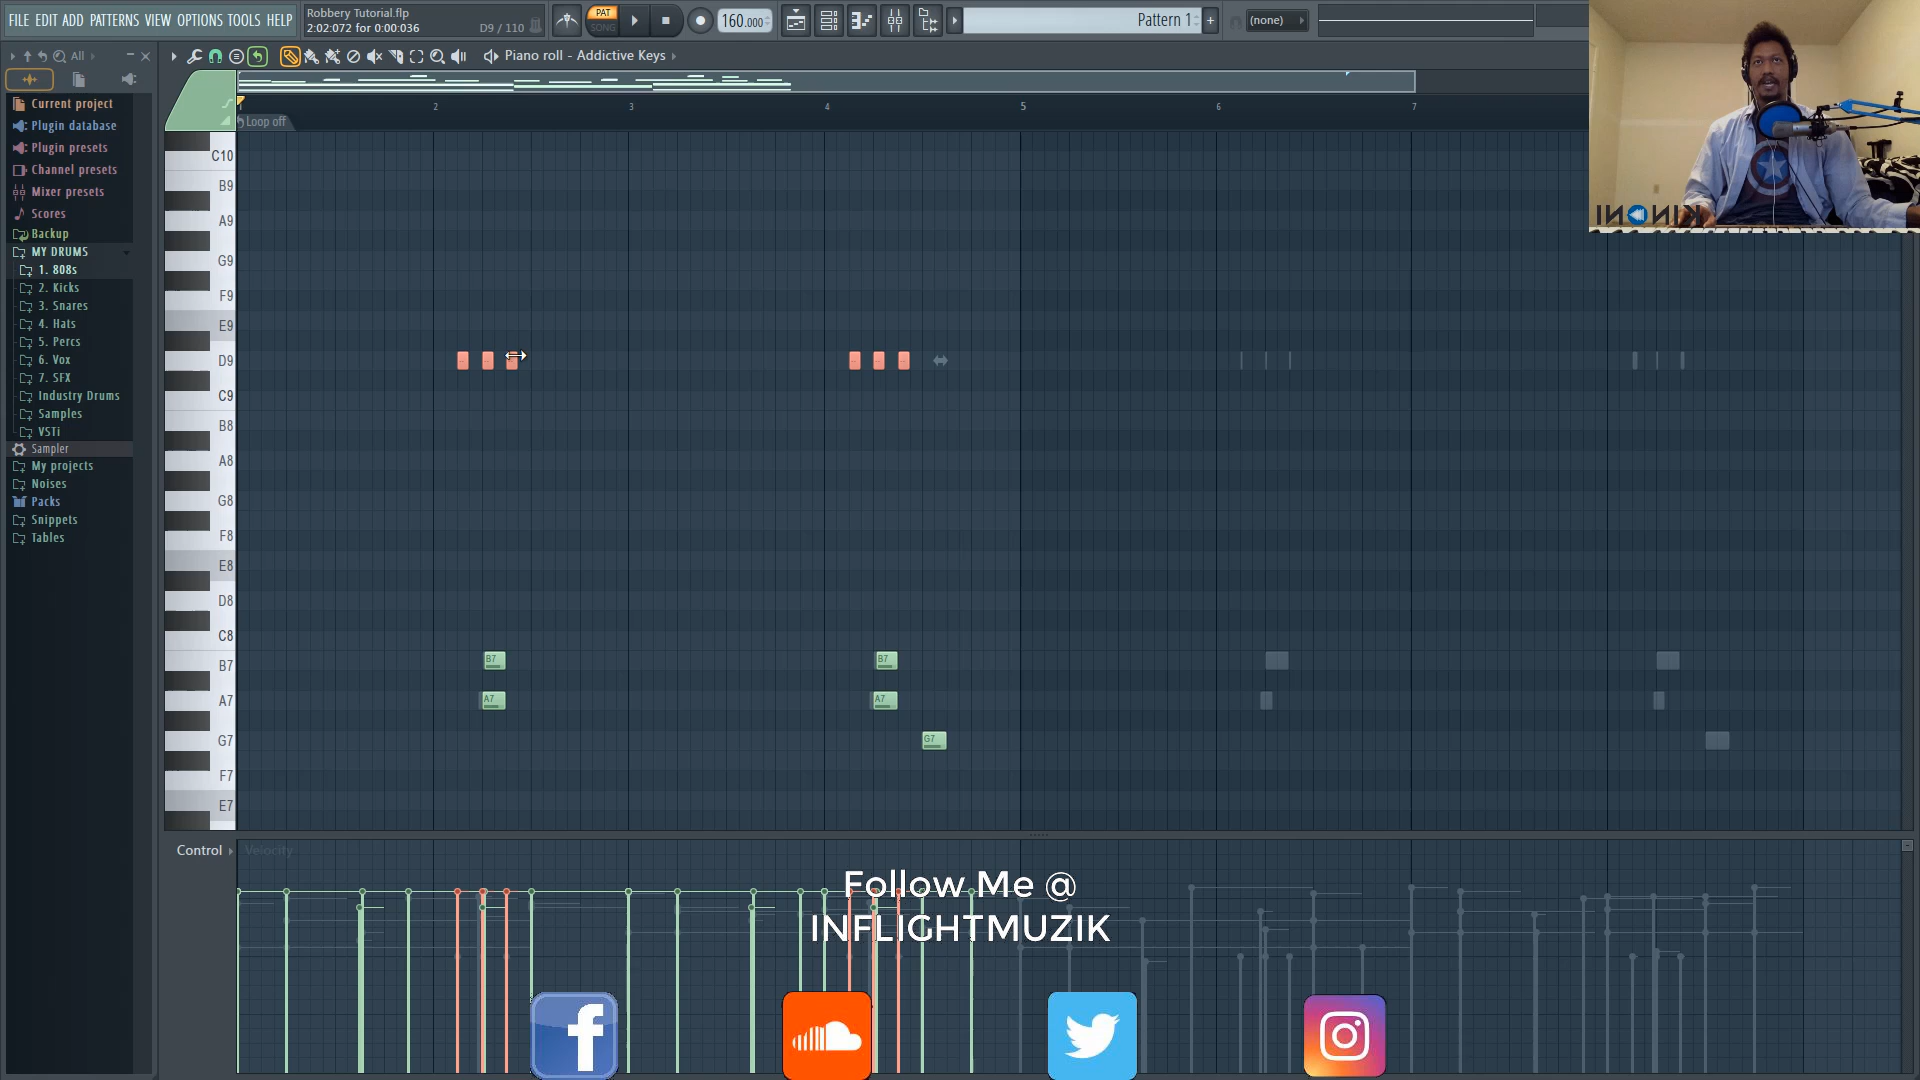 FILE EDIT ADD PATTERNS VIEW OPTIONS TOOLS HELP
Robbery Tutorial.flp
2:02:072 for 0:00:036
D9 / 110
PAT
SONG
160.000
Pattern 1
(none)
All
Piano roll - Addictive Keys
Current project
Plugin database
Plugin presets
Channel presets
Mixer presets
Scores
Backup
MY DRUMS
1. 808s
2. Kicks
3. Snares
4. Hats
5. Percs
6. Vox
7. SFX
Industry Drums
Samples
VSTi
Sampler
My projects
Noises
Packs
Snippets
Tables
1 2 3 4 5 6 7
Loop off
C10
B9
A9
G9
F9
E9
D9
C9
B8
A8
G8
F8
E8
D8
C8
B7
A7
G7
F7
E7
B7 B7
A7 A7
G7
Control
Velocity
Follow Me @
INFLIGHTMUZIK